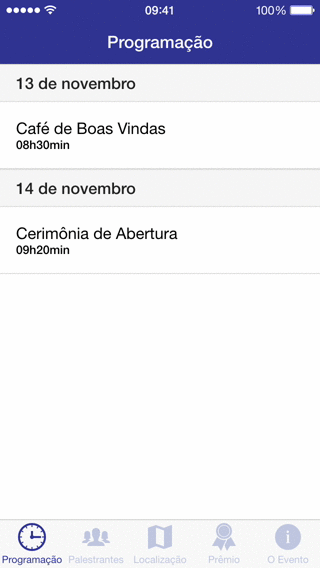 09:41
100%
Programação
13 de novembro
Café de Boas Vindas
08h30min
14 de novembro
Cerimônia de Abertura
09h20min
Programação
Palestrantes
Localização
Prêmio
O Evento